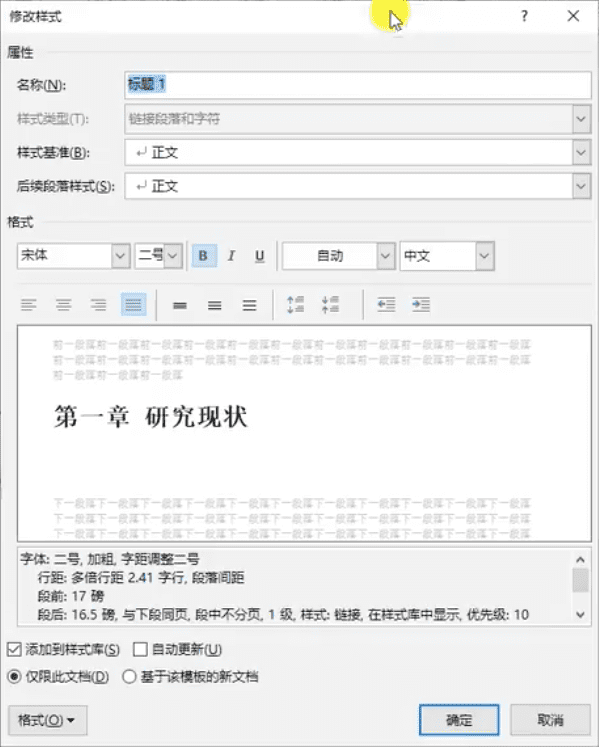 修改样式
?
属性
名称(N): 标题 1
样式类型(T): 链接段落和字符
样式基准(B): ↵ 正文
后续段落样式(S): ↵ 正文
格式
宋体 二号 B I U 自动 中文
前一段落前一段落前一段落前一段落前一段落前一段落前一段落前一段落前一段落前一段落
前一段落前一段落前一段落前一段落前一段落前一段落前一段落前一段落前一段落前一段落
前一段落前一段落前一段落
第一章 研究现状
下一段落下一段落下一段落下一段落下一段落下一段落下一段落下一段落下一段落下一段落
下一段落下一段落下一段落下一段落下一段落下一段落下一段落下一段落下一段落下一段落
下一段落下一段落下一段落下一段落下一段落下一段落下一段落下一段落下一段落下一段落
字体: 二号, 加粗, 字距调整二号
行距: 多倍行距 2.41 字行, 段落间距
段前: 17 磅
段后: 16.5 磅, 与下段同页, 段中不分页, 1 级, 样式: 链接, 在样式库中显示, 优先级: 10
添加到样式库(S) 自动更新(U)
仅限此文档(D) 基于该模板的新文档
格式(O) 确定 取消